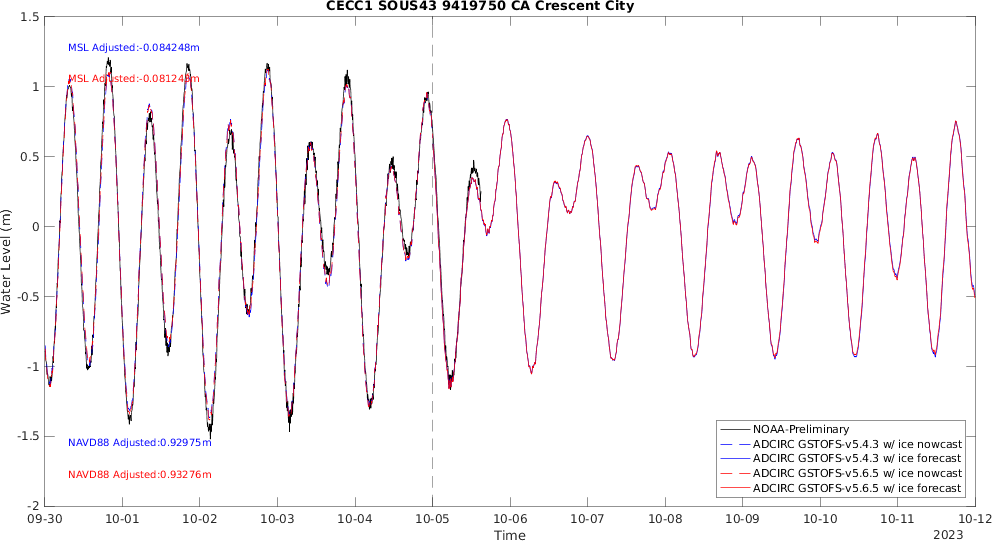 CECC1 SOUS43 9419750 CA Crescent City
1.5
MSL Adjusted:-0.084248m
MSL Adjusted:-0.081243m
1
0.5
0
-0.5
-1
-1.5
-2
Water Level (m)
NAVD88 Adjusted:0.92975m
NAVD88 Adjusted:0.93276m
NOAA-Preliminary
ADCIRC GSTOFS-v5.4.3 w/ ice nowcast
ADCIRC GSTOFS-v5.4.3 w/ ice forecast
ADCIRC GSTOFS-v5.6.5 w/ ice nowcast
ADCIRC GSTOFS-v5.6.5 w/ ice forecast
09-30 10-01 10-02 10-03 10-04 10-05 10-06 10-07 10-08 10-09 10-10 10-11 10-12
Time
2023